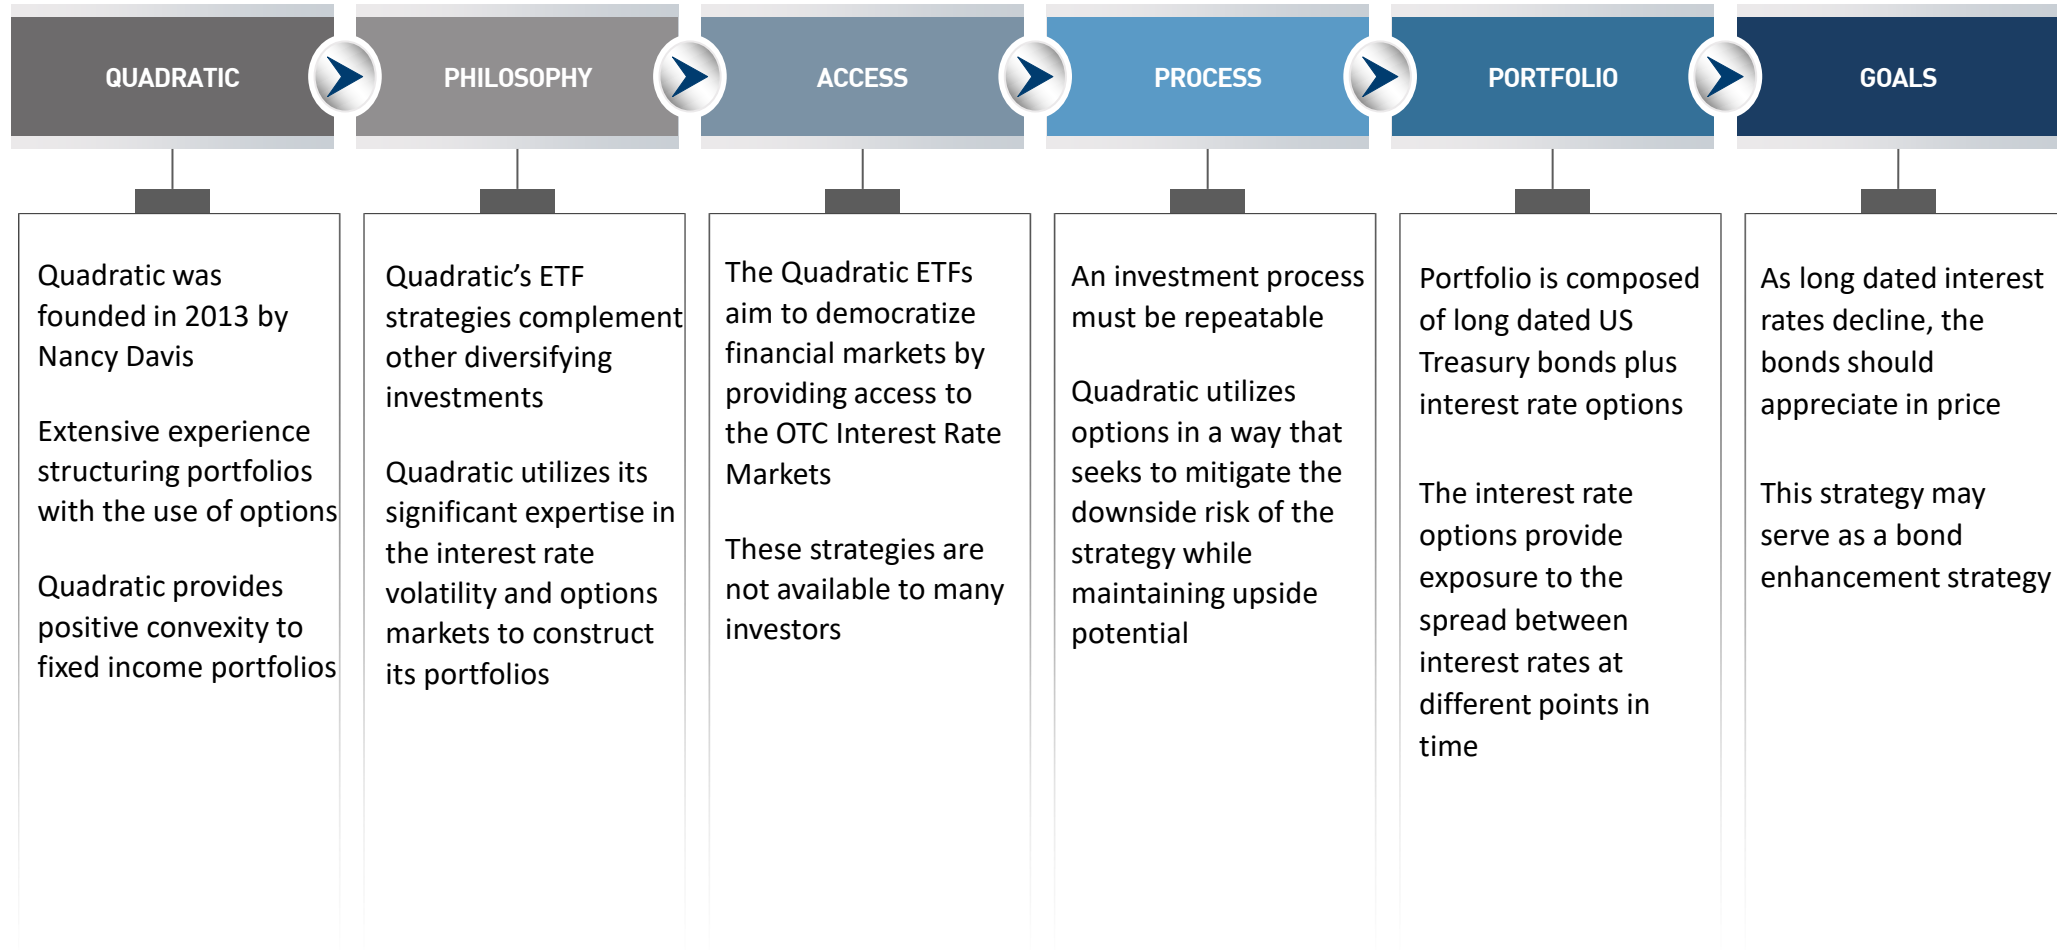 QUADRATIC
PHILOSOPHY
ACCESS
PROCESS
PORTFOLIO
GOALS
Quadratic was
founded in 2013 by
Nancy Davis
Extensive experience
structuring portfolios
with the use of options
Quadratic provides
positive convexity to
fixed income portfolios
Quadratic’s ETF
strategies complement
other diversifying
investments
Quadratic utilizes its
significant expertise in
the interest rate
volatility and options
markets to construct
its portfolios
The Quadratic ETFs
aim to democratize
financial markets by
providing access to
the OTC Interest Rate
Markets
These strategies are
not available to many
investors
An investment process
must be repeatable
Quadratic utilizes
options in a way that
seeks to mitigate the
downside risk of the
strategy while
maintaining upside
potential
Portfolio is composed
of long dated US
Treasury bonds plus
interest rate options
The interest rate
options provide
exposure to the
spread between
interest rates at
different points in
time
As long dated interest
rates decline, the
bonds should
appreciate in price
This strategy may
serve as a bond
enhancement strategy